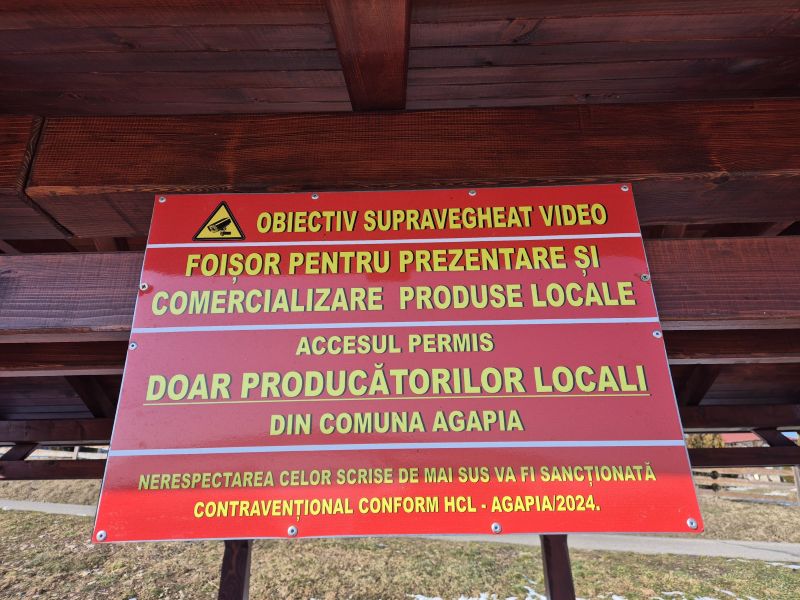 OBIECTIV SUPRAVEGHEAT VIDEO
FOIȘOR PENTRU PREZENTARE ȘI
COMERCIALIZARE PRODUSE LOCALE
ACCESUL PERMIS
DOAR PRODUCĂTORILOR LOCALI
DIN COMUNA AGAPIA
NERESPECTAREA CELOR SCRISE DE MAI SUS VA FI SANCȚIONATĂ
CONTRAVENȚIONAL CONFORM HCL - AGAPIA/2024.